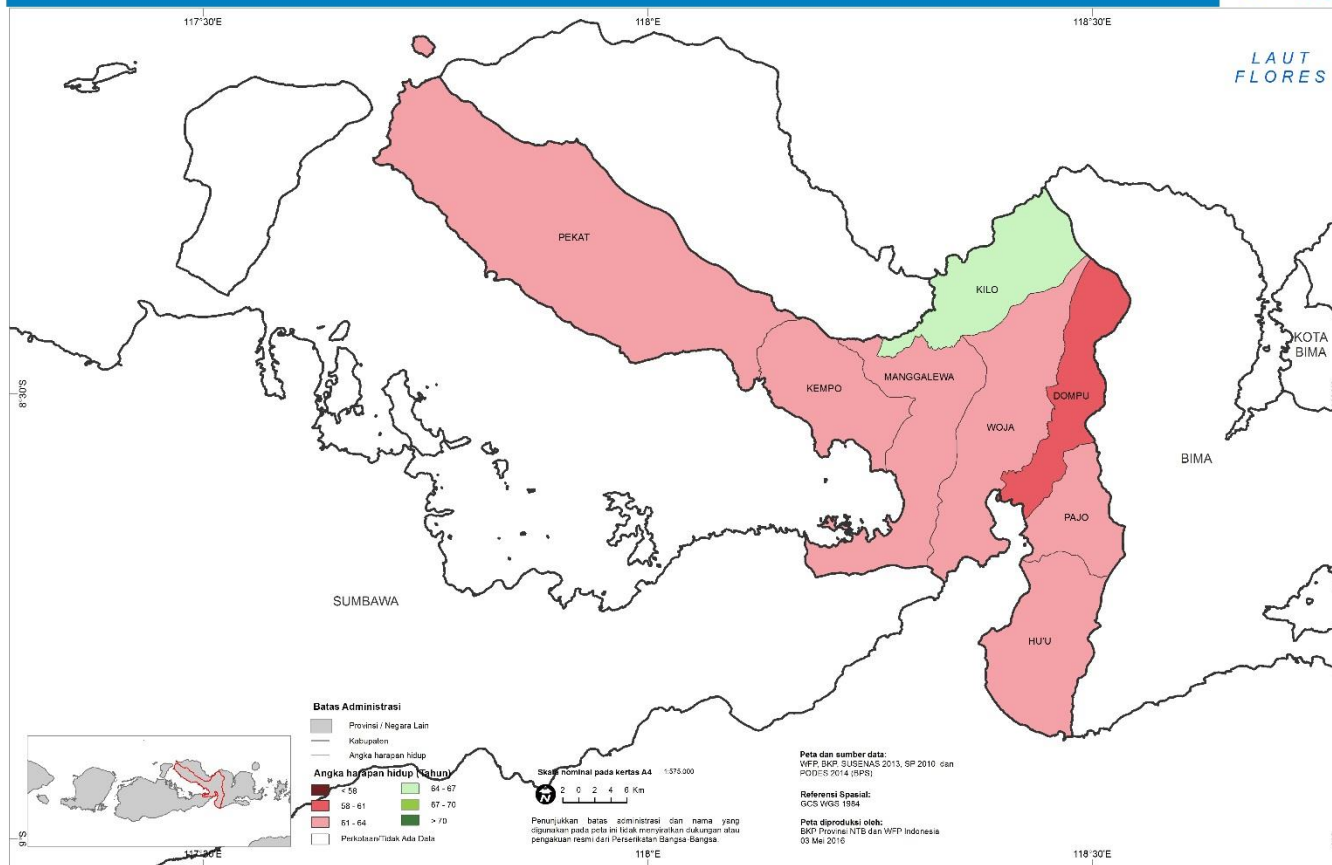 117°30'E
118°E
118°30'E
LAUT
FLORES
PEKAT
KILO
KOTA
BIMA
8°30'S
8°30'S
KEMPO
MANGGALEWA
DOMPU
WOJA
BIMA
PAJO
SUMBAWA
HU'U
Batas Administrasi
Provinsi / Negara Lain
Kabupaten
Angka harapan hidup
Angka harapan hidup (Tahun)
< 58
58 - 61
61 - 64
Perkotaan/Tidak Ada Data
64 - 67
67 - 70
> 70
Skala nominal pada kertas A4 1:575.000
N
2 0 2 4 6 Km
Penunjukkan batas administrasi dan nama yang
digunakan pada peta ini tidak menyiratkan dukungan atau
pengakuan resmi dari Perserikatan Bangsa-Bangsa.
Peta dan sumber data:
WFP, BKP, SUSENAS 2013, SP 2010 dan
PODES 2014 (BPS)
Referensi Spasial:
GCS WGS 1984
Peta diproduksi oleh:
BKP Provinsi NTB dan WFP Indonesia
03 Mei 2016
9°S
9°S
117°30'E
118°E
118°30'E